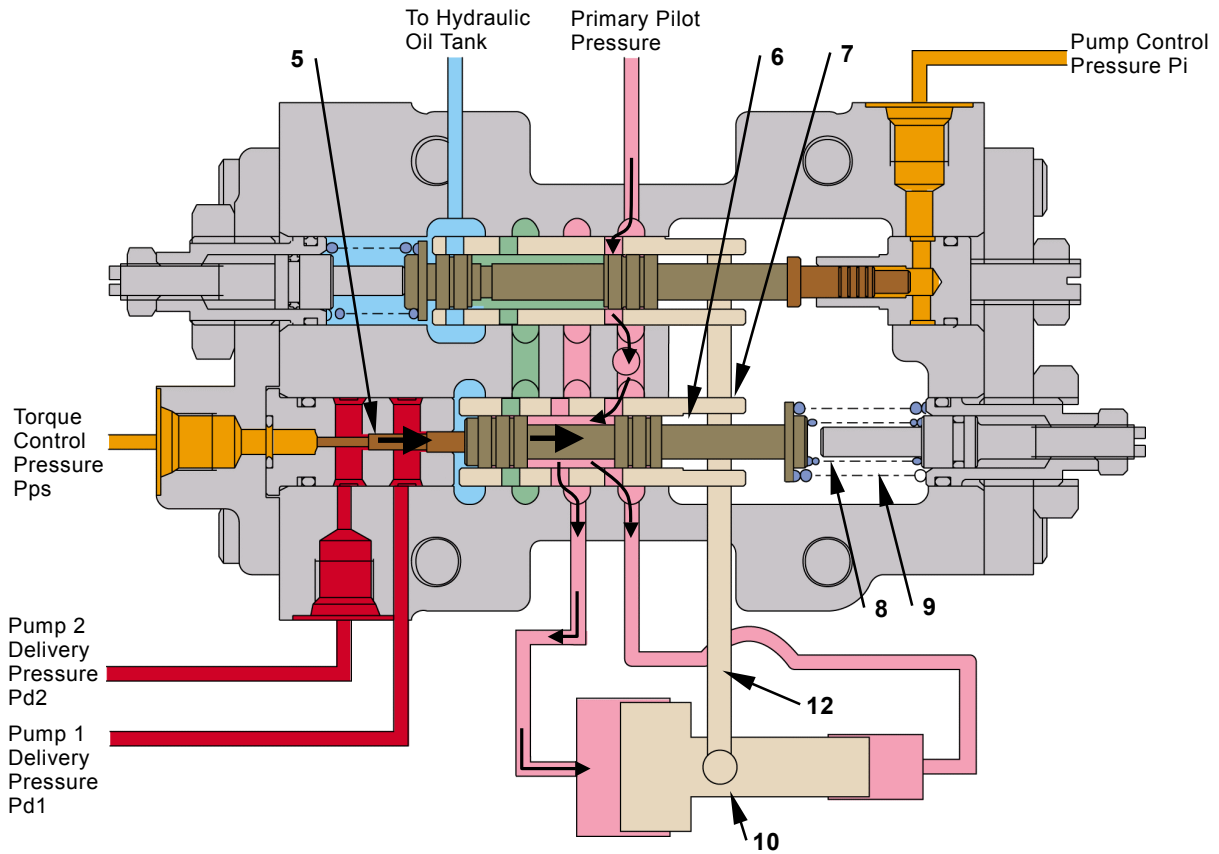 To Hydraulic
Oil Tank
Primary Pilot
Pressure
Pump Control
Pressure Pi
5
6
7
Torque
Control
Pressure
Pps
8
9
Pump 2
Delivery
Pressure
Pd2
12
Pump 1
Delivery
Pressure
Pd1
10